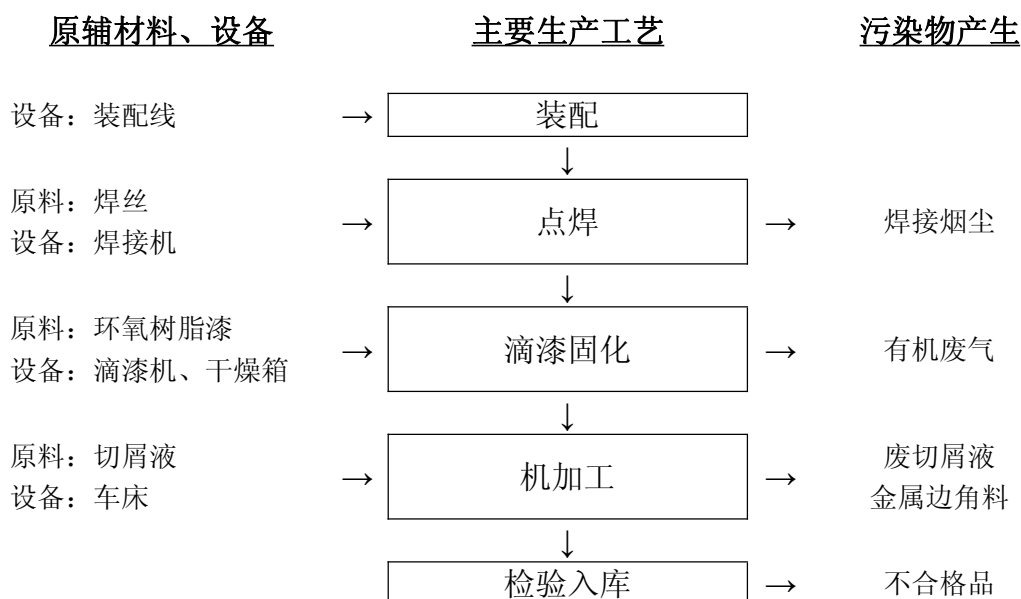 原辅材料、设备 主要生产工艺 污染物产生
设备：装配线 → 装配
↓
原料：焊丝
设备：焊接机 → 点焊 → 焊接烟尘
↓
原料：环氧树脂漆
设备：滴漆机、干燥箱 → 滴漆固化 → 有机废气
↓
原料：切屑液
设备：车床 → 机加工 → 废切屑液
金属边角料
↓
检验入库 → 不合格品